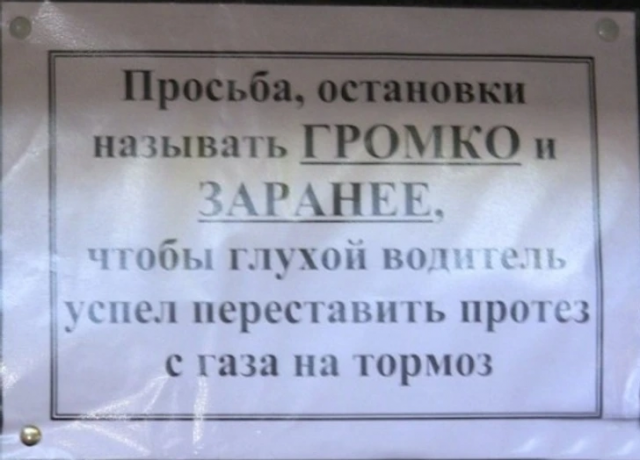 Просьба, остановки
называть ГРОМКО и
ЗАРАНЕЕ,
чтобы глухой водитель
успел переставить протез
с газа на тормоз